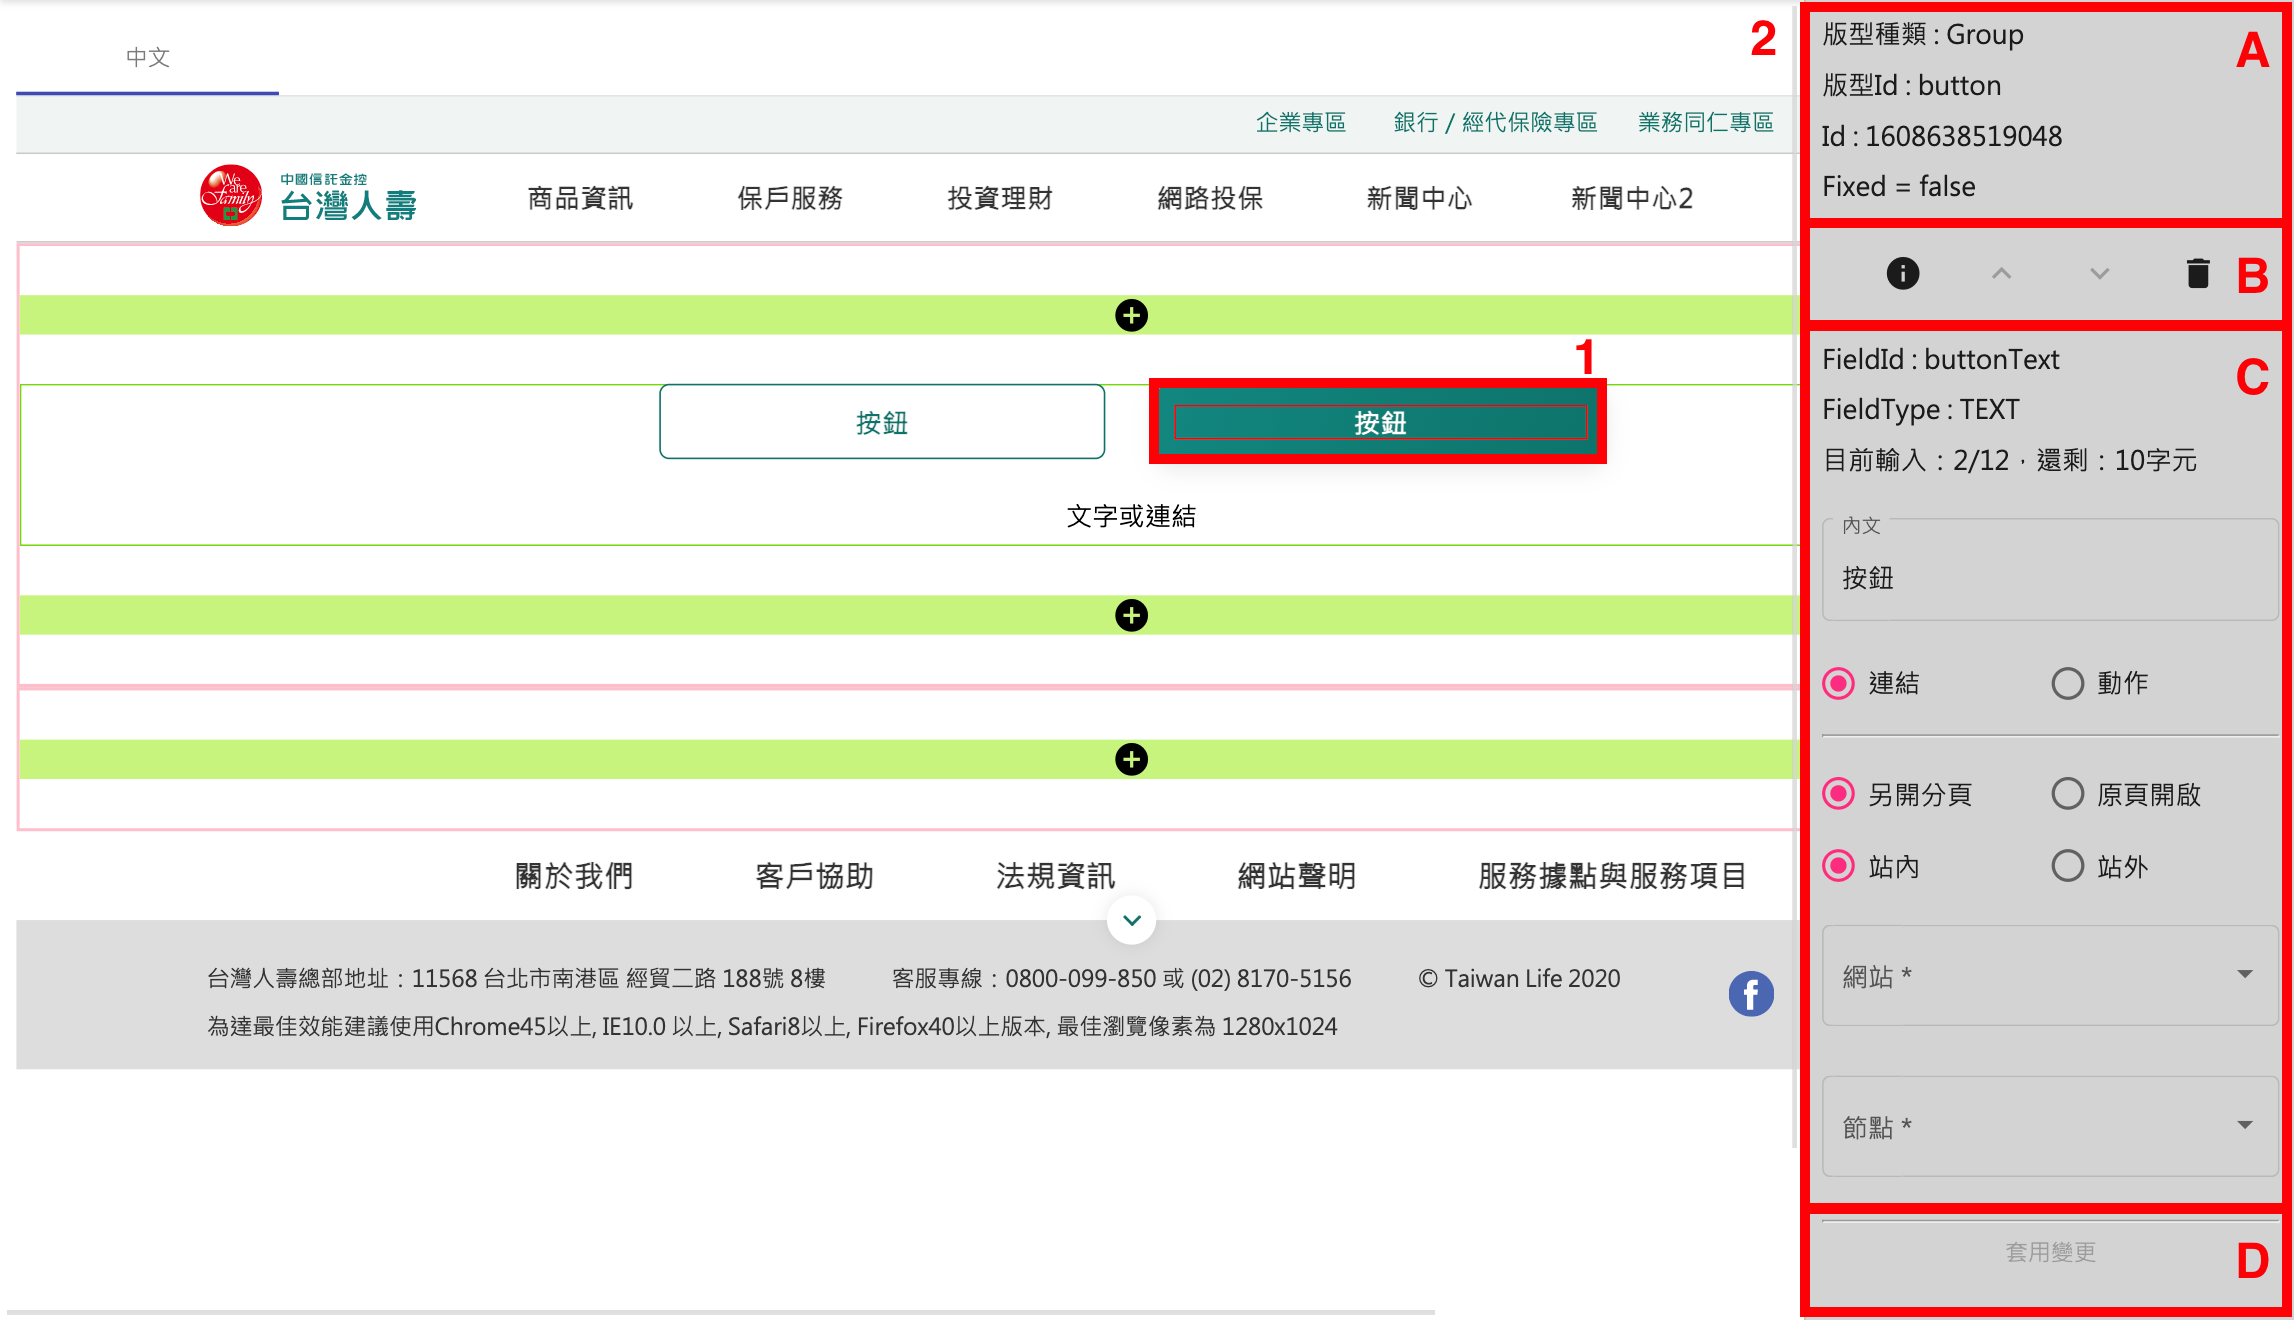 中文
2
企業專區 銀行 / 經代保險專區 業務同仁專區
We are Family
中國信託金控
台灣人壽
商品資訊 保戶服務 投資理財 網路投保 新聞中心 新聞中心2
1
按鈕 按鈕
文字或連結
關於我們 客戶協助 法規資訊 網站聲明 服務據點與服務項目
台灣人壽總部地址：11568 台北市南港區 經貿二路 188號 8樓 客服專線：0800-099-850 或 (02) 8170-5156 © Taiwan Life 2020
為達最佳效能建議使用Chrome45以上, IE10.0 以上, Safari8以上, Firefox40以上版本, 最佳瀏覽像素為 1280x1024
f
A
版型種類 : Group
版型Id : button
Id : 1608638519048
Fixed = false
B
C
FieldId : buttonText
FieldType : TEXT
目前輸入：2/12，還剩：10字元
內文
按鈕
連結 動作
另開分頁 原頁開啟
站內 站外
網站 *
節點 *
套用變更
D